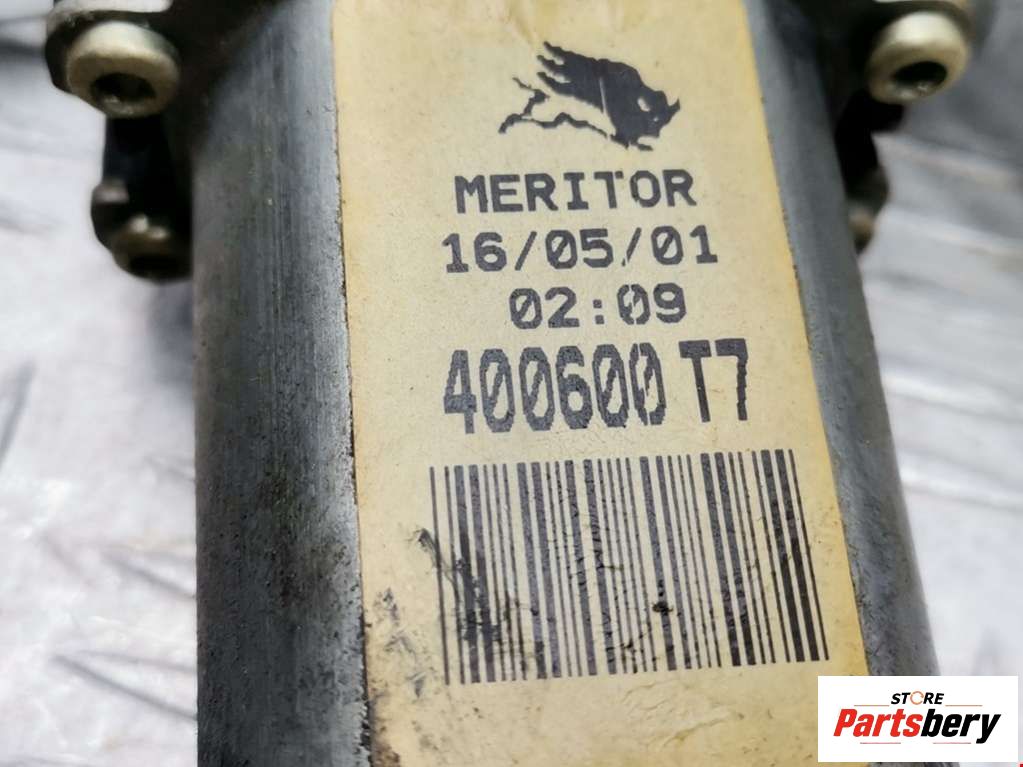 MERITOR
16/05/01
02:09
400600 T7
STORE
Partsbery